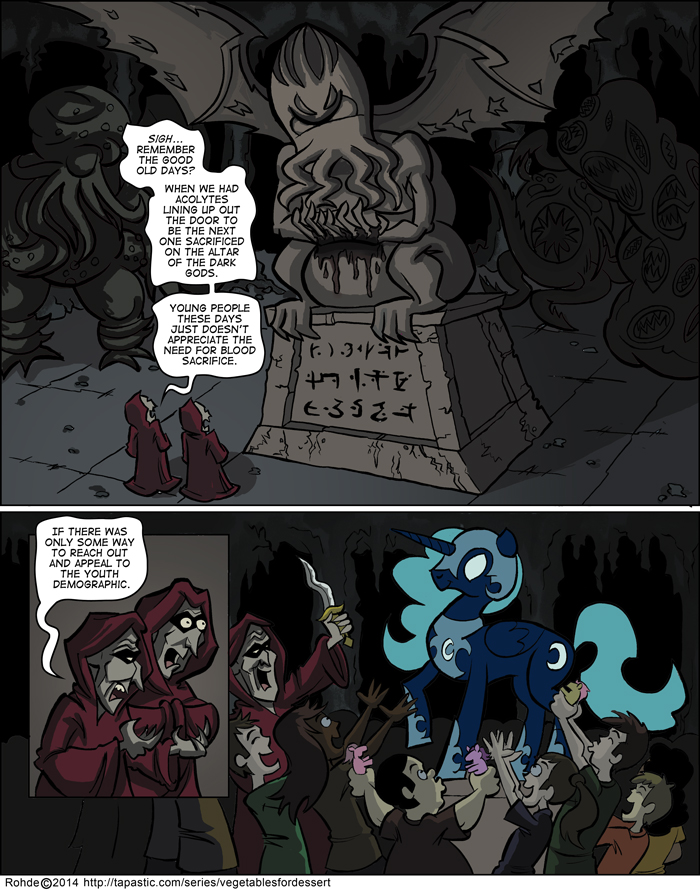 SIGH...
REMEMBER
THE GOOD
OLD DAYS?
WHEN WE HAD
ACOLYTES
LINING UP OUT
THE DOOR TO
BE THE NEXT
ONE SACRIFICED
ON THE ALTAR
OF THE DARK
GODS.
YOUNG PEOPLE
THESE DAYS
JUST DOESN'T
APPRECIATE THE
NEED FOR BLOOD
SACRIFICE.
IF THERE WAS
ONLY SOME WAY
TO REACH OUT
AND APPEAL TO
THE YOUTH
DEMOGRAPHIC.
Rohde©2014 http://tapastic.com/series/vegetablesfordessert